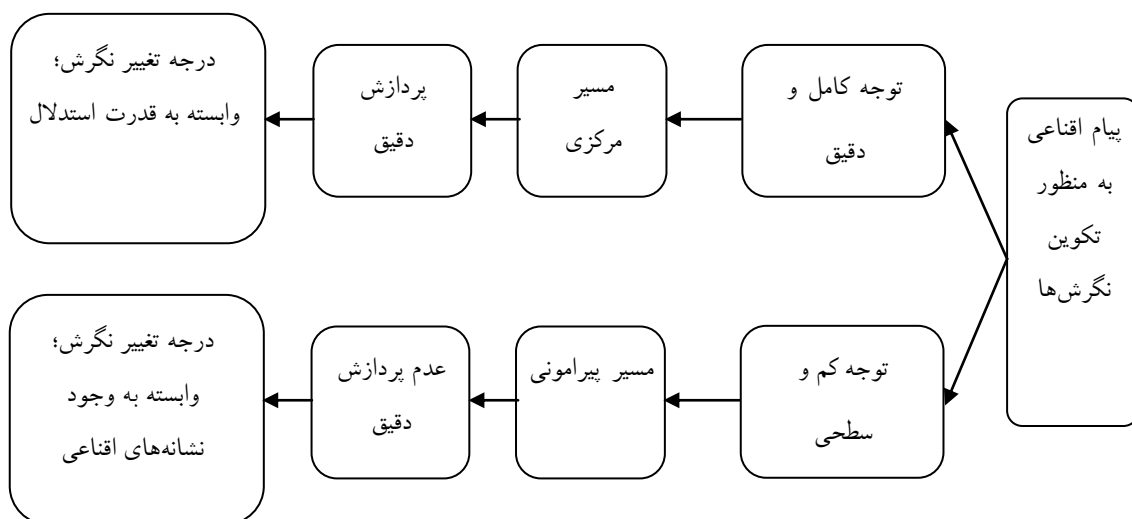 پیام اقناعی
به منظور
تکوین
نگرش‌ها
توجه کامل و
دقیق
مسیر
مرکزی
پردازش
دقیق
درجه تغییر نگرش؛
وابسته به قدرت استدلال
توجه کم و
سطحی
مسیر پیرامونی
عدم پردازش
دقیق
درجه تغییر نگرش؛
وابسته به وجود
نشانه‌های اقناعی